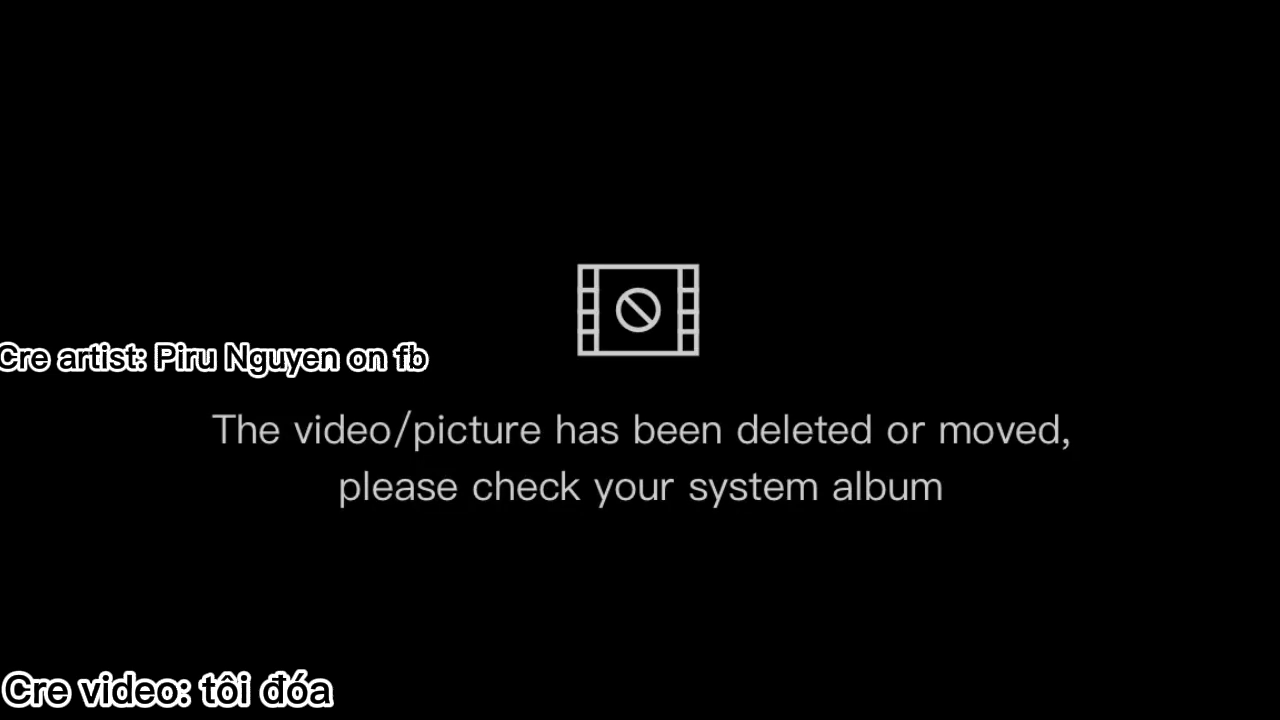 Cre artist: Piru Nguyen on fb
The video/picture has been deleted or moved,
please check your system album
Cre video: tôi đóa